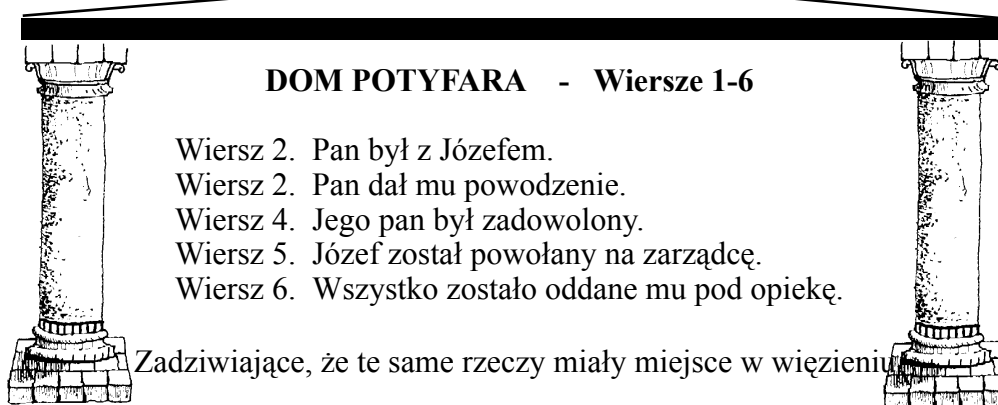 DOM POTYFARA - Wiersze 1-6
Wiersz 2. Pan był z Józefem.
Wiersz 2. Pan dał mu powodzenie.
Wiersz 4. Jego pan był zadowolony.
Wiersz 5. Józef został powołany na zarządcę.
Wiersz 6. Wszystko zostało oddane mu pod opiekę.
Zadziwiające, że te same rzeczy miały miejsce w więzieniu